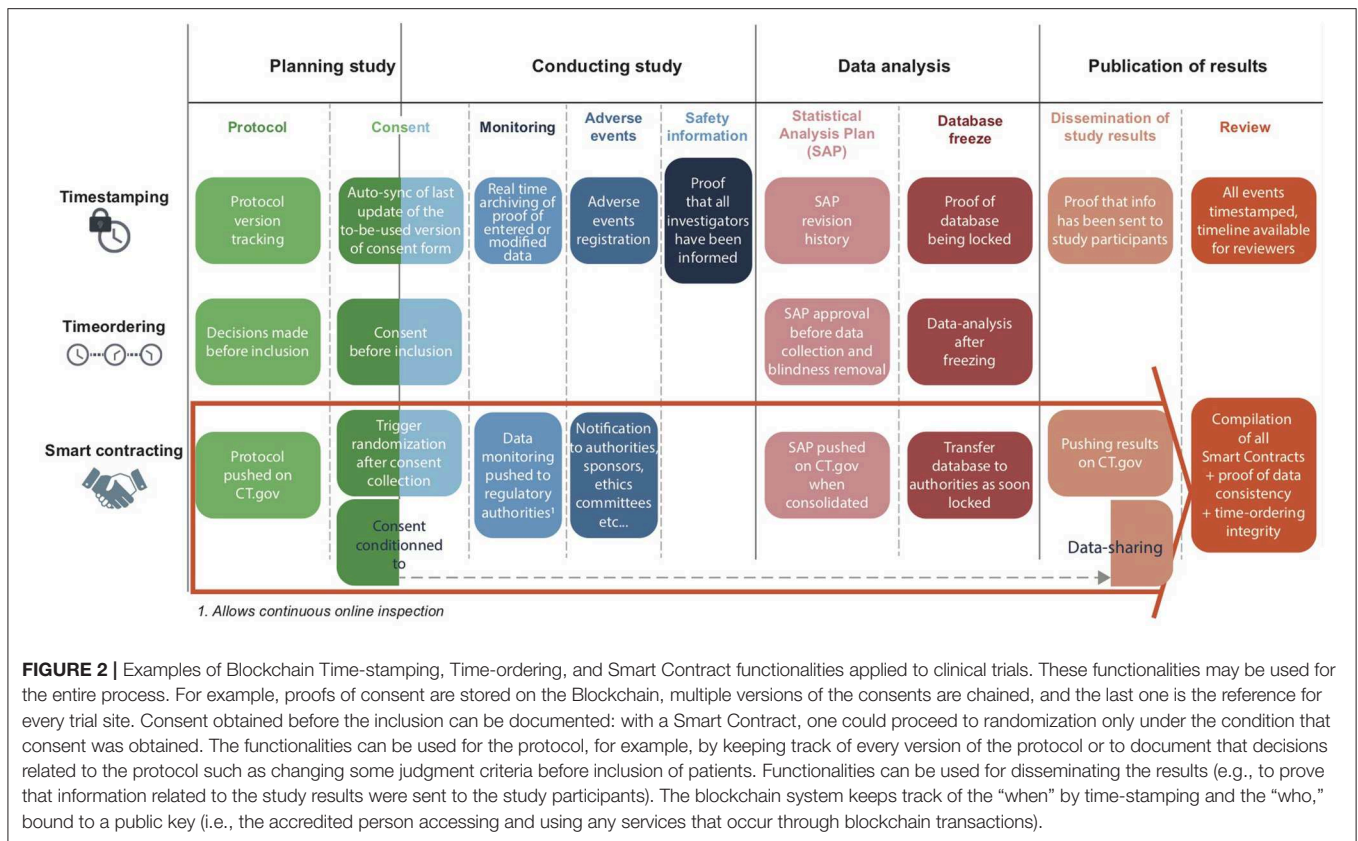 Planning study
Conducting study
Data analysis
Publication of results
Protocol
Consent
Monitoring
Adverse
events
Safety
information
Statistical
Analysis Plan
(SAP)
Database
freeze
Dissemination of
study results
Review
Timestamping
Protocol
version
tracking
Auto-sync of last
update of the
to-be-used version
of consent form
Real time
archiving of
proof of
entered or
modified
data
Adverse
events
registration
Proof
that all
investigators
have been
informed
SAP
revision
history
Proof of
database
being locked
Proof that info
has been sent to
study participants
All events
timestamped,
timeline available
for reviewers
Timeordering
Decisions made
before inclusion
Consent
before inclusion
SAP approval
before data
collection and
blindness removal
Data-analysis
after
freezing
Smart contracting
Protocol
pushed on
CT.gov
Trigger
randomization
after consent
collection
Consent
conditionned
to
Data
monitoring
pushed to
regulatory
authorities¹
Notification
to authorities,
sponsors,
ethics
committees
etc...
SAP pushed
on CT.gov
when
consolidated
Transfer
database to
authorities as soon
locked
Pushing results
on CT.gov
Data-sharing
Compilation
of all
Smart Contracts
+ proof of data
consistency
+ time-ordering
integrity
1. Allows continuous online inspection
FIGURE 2 | Examples of Blockchain Time-stamping, Time-ordering, and Smart Contract functionalities applied to clinical trials. These functionalities may be used for
the entire process. For example, proofs of consent are stored on the Blockchain, multiple versions of the consents are chained, and the last one is the reference for
every trial site. Consent obtained before the inclusion can be documented: with a Smart Contract, one could proceed to randomization only under the condition that
consent was obtained. The functionalities can be used for the protocol, for example, by keeping track of every version of the protocol or to document that decisions
related to the protocol such as changing some judgment criteria before inclusion of patients. Functionalities can be used for disseminating the results (e.g., to prove
that information related to the study results were sent to the study participants). The blockchain system keeps track of the “when” by time-stamping and the “who,”
bound to a public key (i.e., the accredited person accessing and using any services that occur through blockchain transactions).